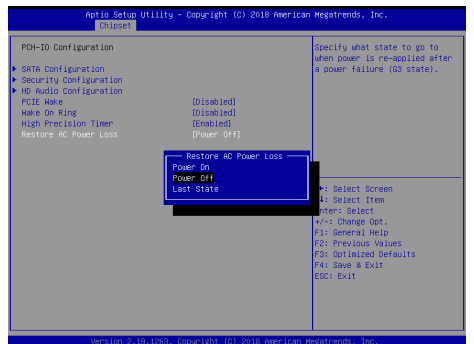 Aptio Setup Utility – Copyright (C) 2018 American Megatrends, Inc.
Chipset
PCH-IO Configuration
SATA Configuration
Security Configuration
HD Audio Configuration
PCIE Wake [Disabled]
Wake On Ring [Disabled]
High Precision Timer [Enabled]
Restore AC Power Loss [Power Off]
Restore AC Power Loss
Power On
Power Off
Last State
Specify what state to go to
when power is re-applied after
a power failure (G3 state).
: Select Screen
: Select Item
nter: Select
+/-: Change Opt.
F1: General Help
F2: Previous Values
F3: Optimized Defaults
F4: Save & Exit
ESC: Exit
Version 2.18.1263. Copyright (C) 2018 American Megatrends, Inc.